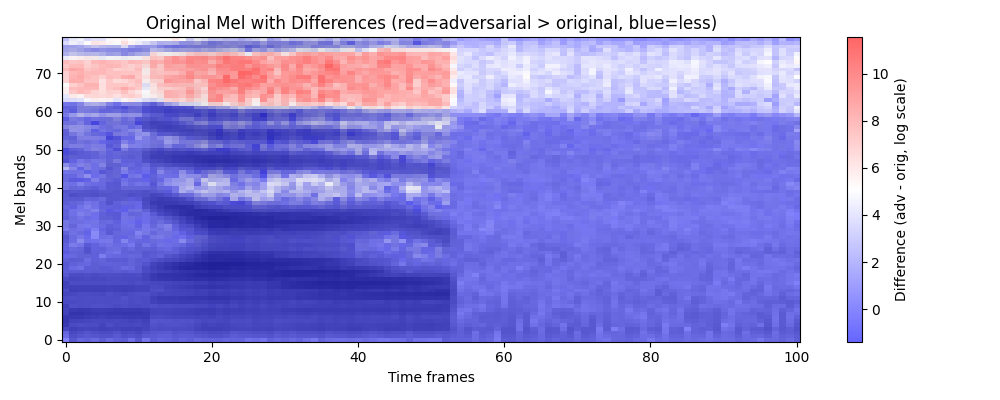 Original Mel with Differences (red=adversarial > original, blue=less)
70
60
50
40
30
20
10
0
Mel bands
0 20 40 60 80 100
Time frames
10
8
6
4
2
0
Difference (adv - orig, log scale)